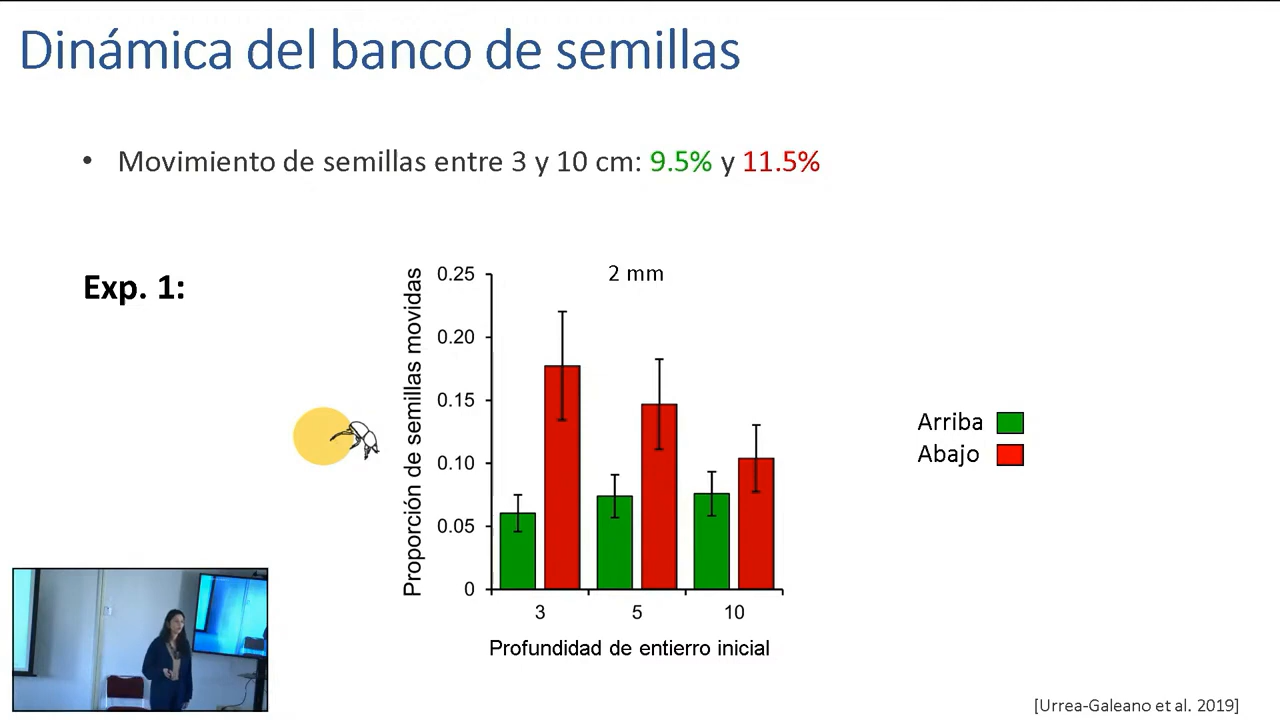 Dinámica del banco de semillas
• Movimiento de semillas entre 3 y 10 cm: 9.5% y 11.5%
Exp. 1:
2 mm
Proporción de semillas movidas
0.25
0.20
0.15
0.10
0.05
0
3 5 10
Profundidad de entierro inicial
Arriba
Abajo
[Urrea-Galeano et al. 2019]